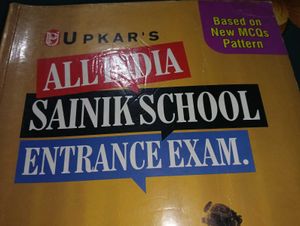 UPKAR'S
Based on
New MCQs
Pattern
ALL INDIA
SAINIK SCHOOL
ENTRANCE EXAM.